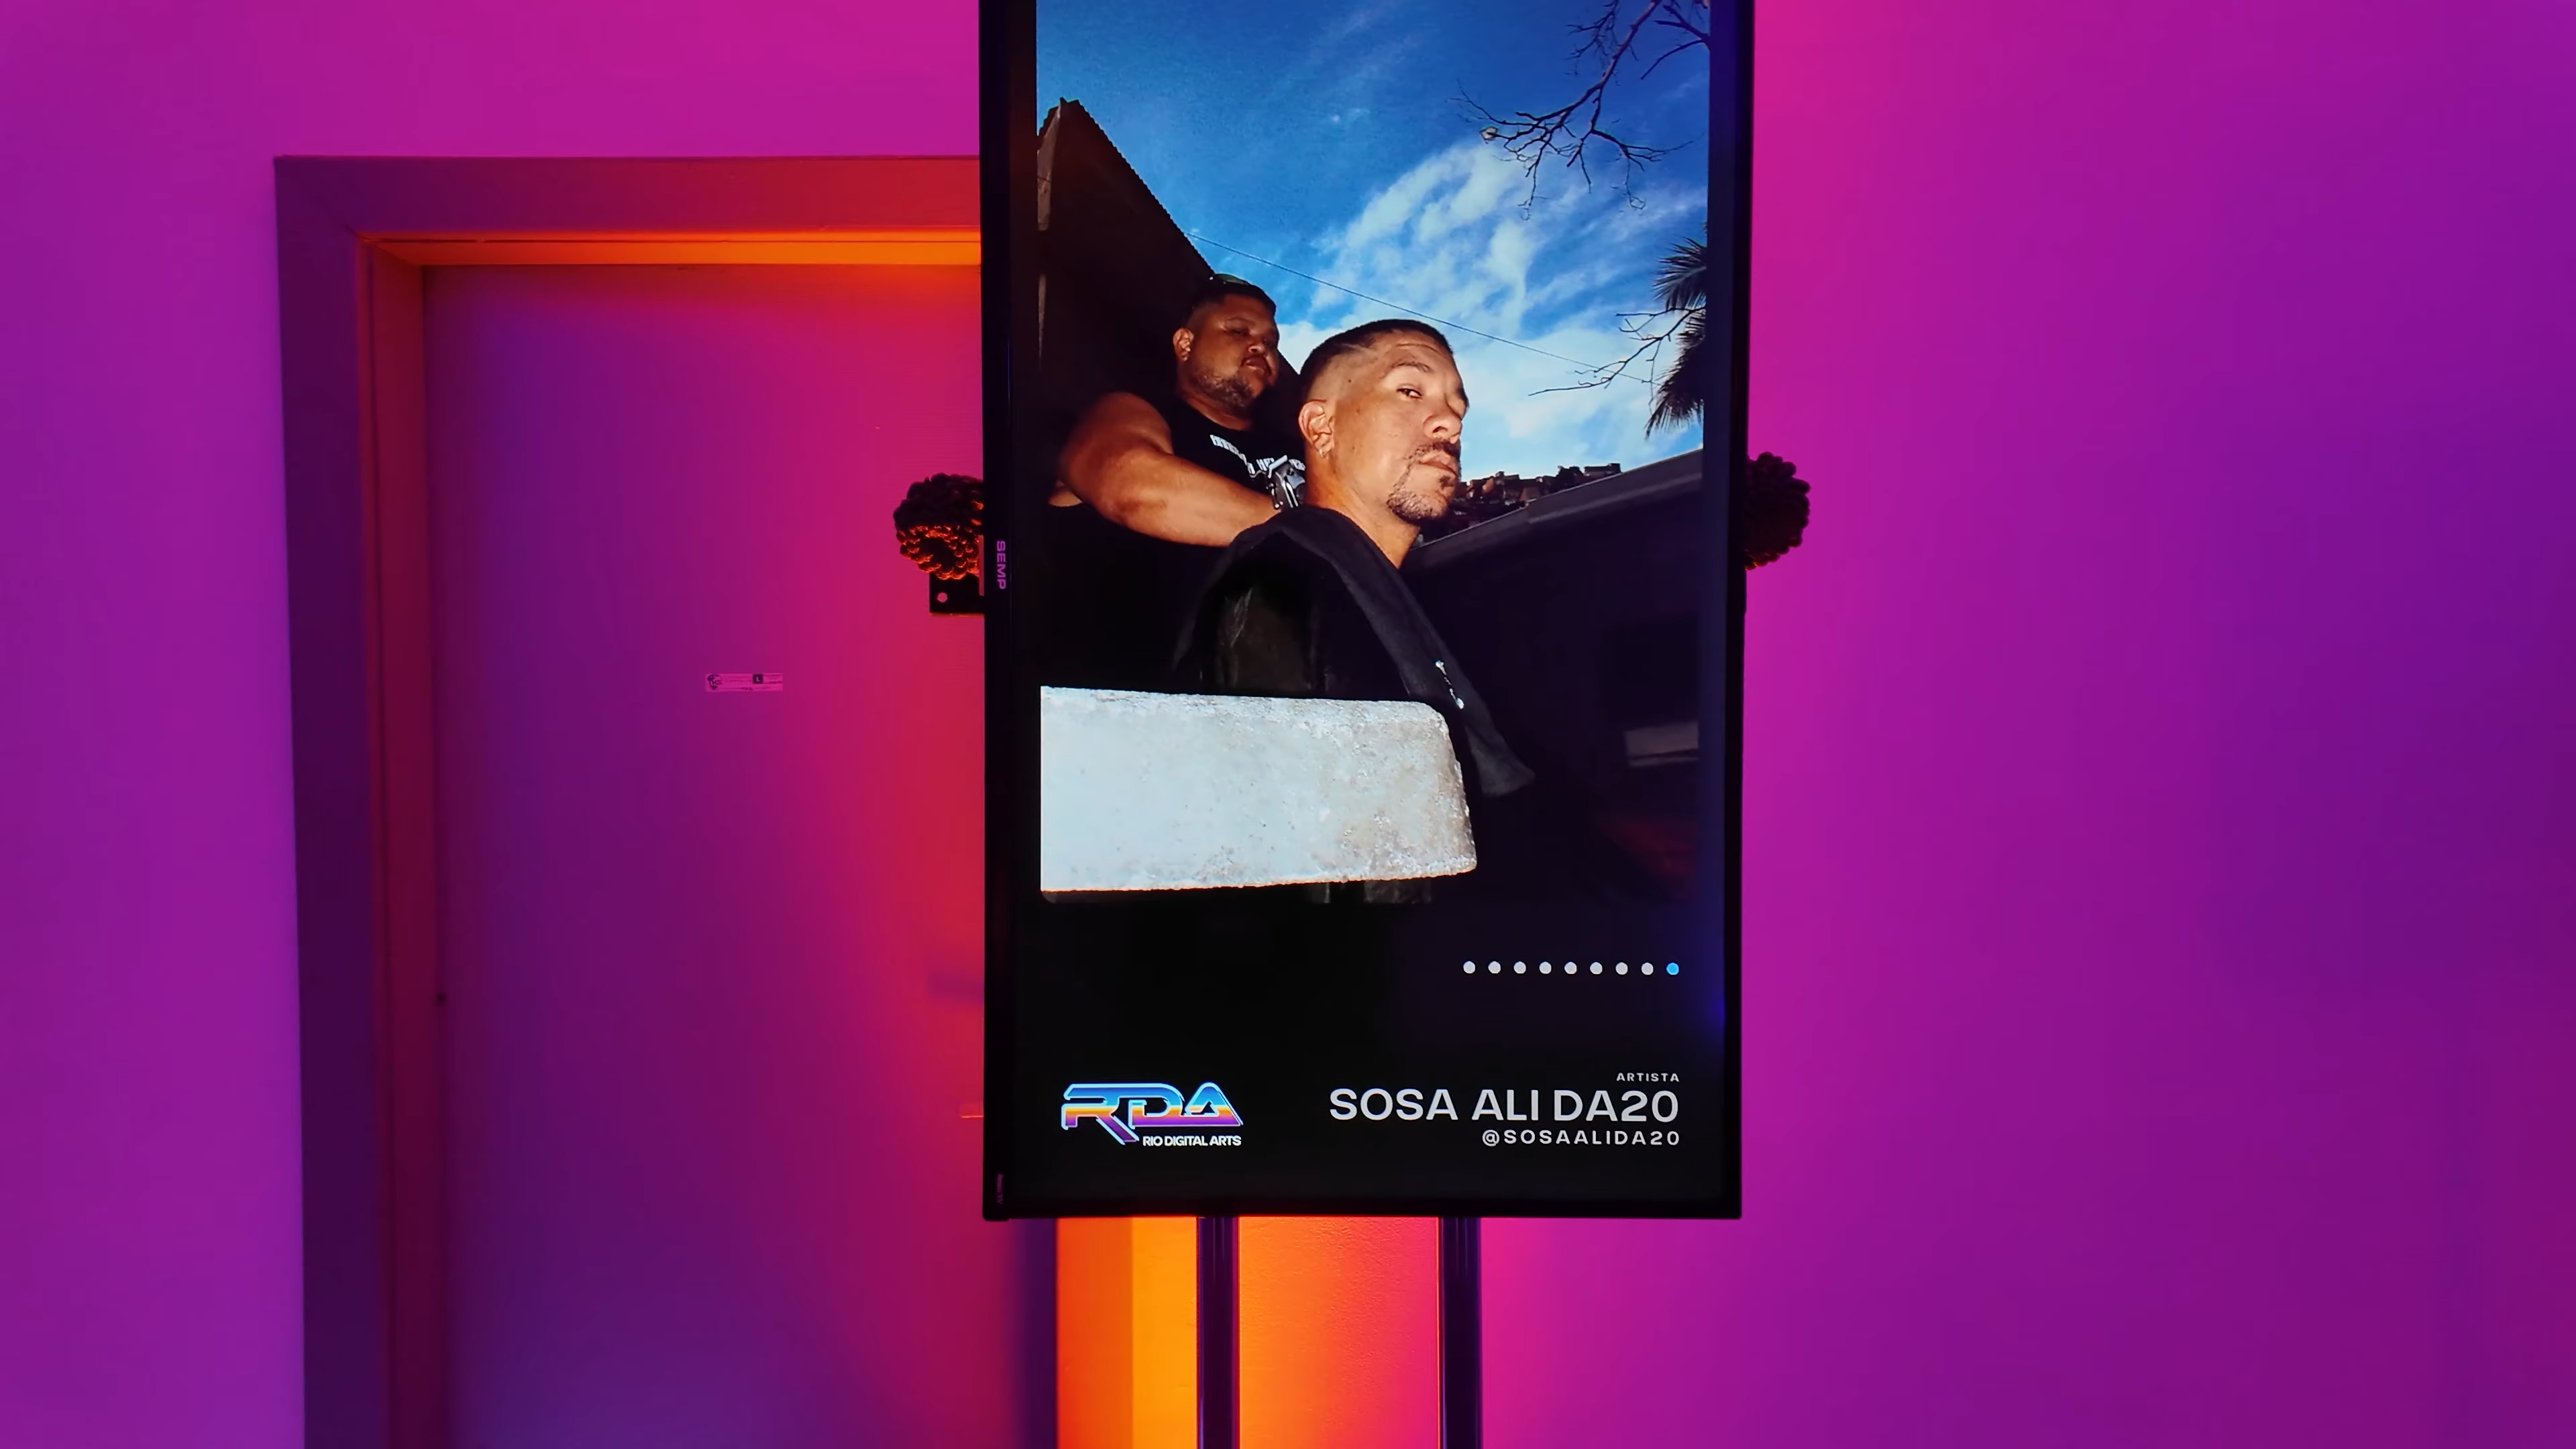 SEMP
RDA
RIO DIGITAL ARTS
ARTISTA
SOSA ALI DA20
@SOSAALIDA20